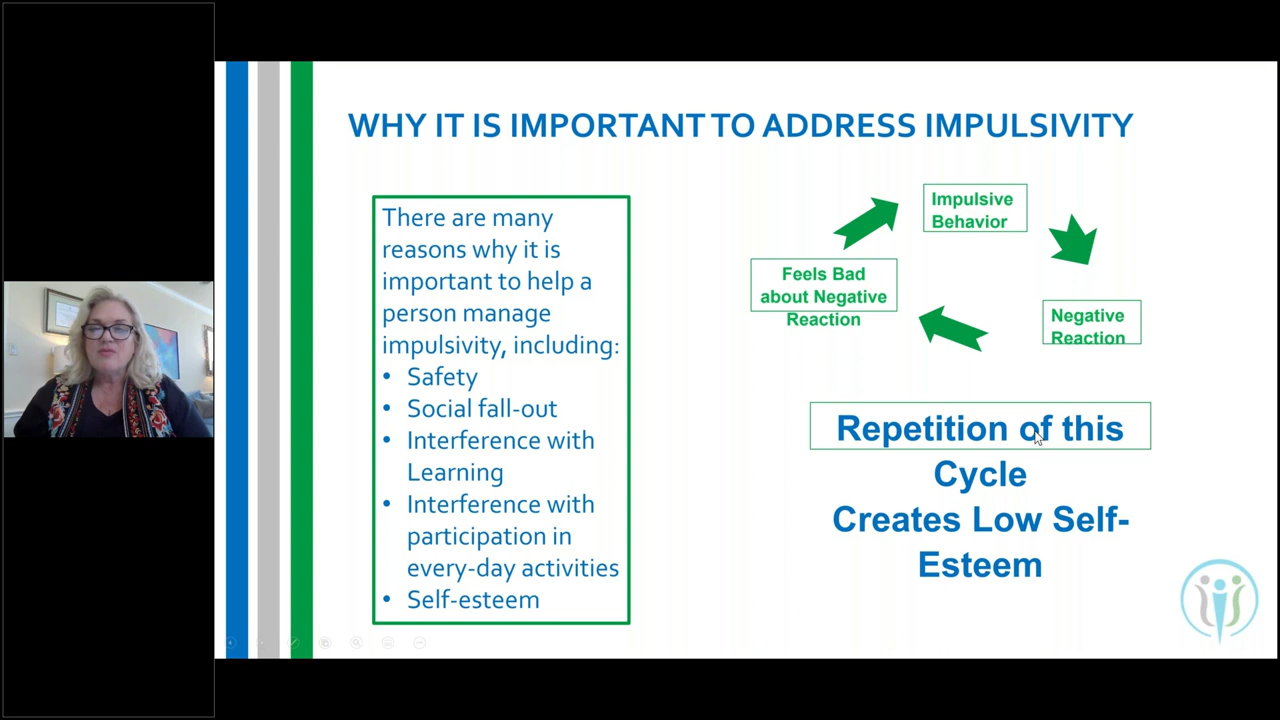 WHY IT IS IMPORTANT TO ADDRESS IMPULSIVITY
There are many
reasons why it is
important to help a
person manage
impulsivity, including:
• Safety
• Social fall-out
• Interference with
Learning
• Interference with
participation in
every-day activities
• Self-esteem
Impulsive
Behavior
Negative
Reaction
Feels Bad
about Negative
Reaction
Repetition of this
Cycle
Creates Low Self-
Esteem